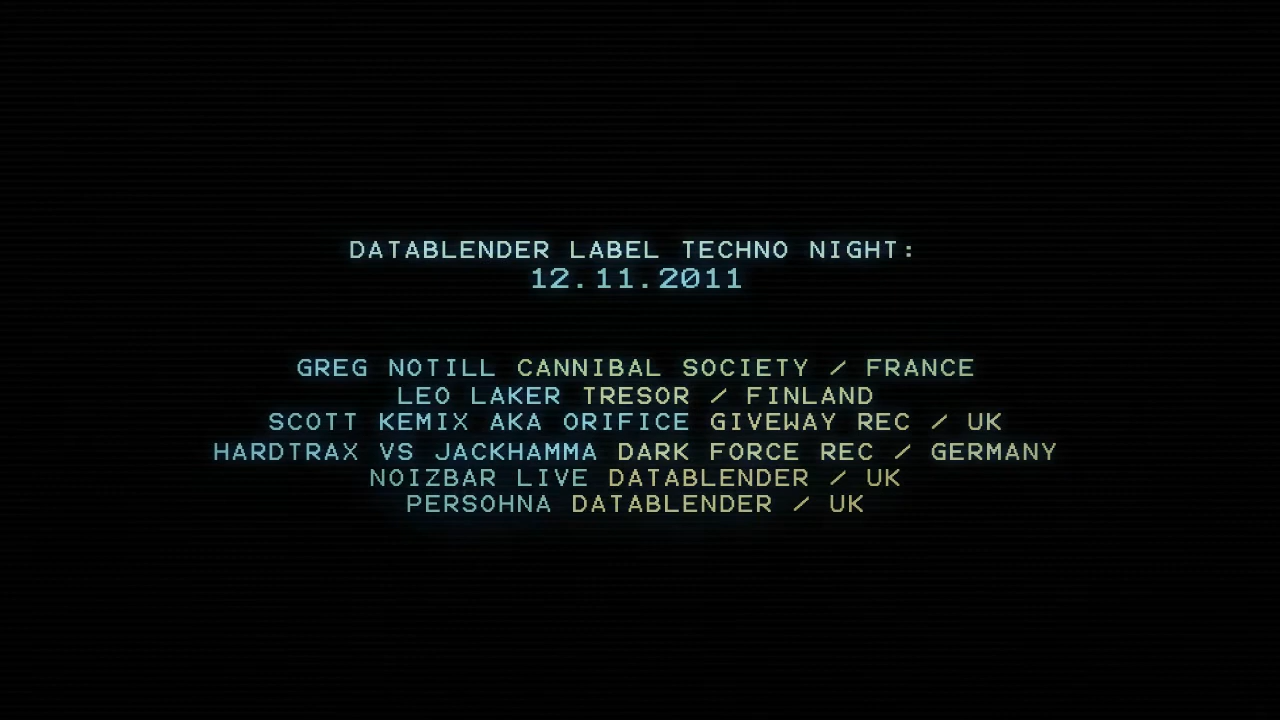 DATABLENDER LABEL TECHNO NIGHT:
12.11.2011
GREG NOTILL CANNIBAL SOCIETY / FRANCE
LEO LAKER TRESOR / FINLAND
SCOTT KEMIX AKA ORIFICE GIVEWAY REC / UK
HARDTRAX VS JACKHAMMA DARK FORCE REC / GERMANY
NOIZBAR LIVE DATABLENDER / UK
PERSOHNA DATABLENDER / UK